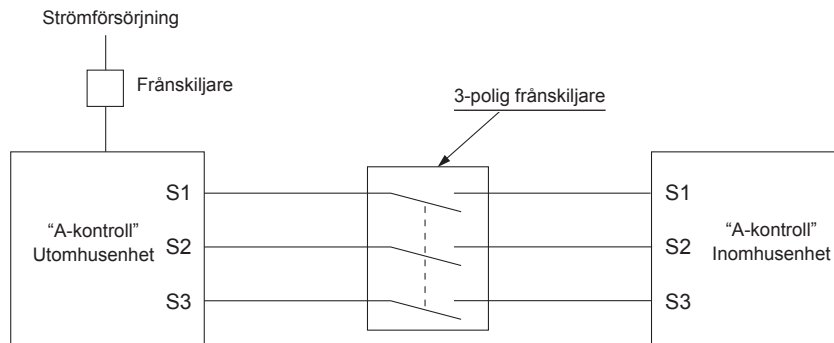 Strömförsörjning
Frånskiljare
3-polig frånskiljare
S1
S1
"A-kontroll"
Utomhusenhet
S2
"A-kontroll"
Inomhusenhet
S2
S3
S3